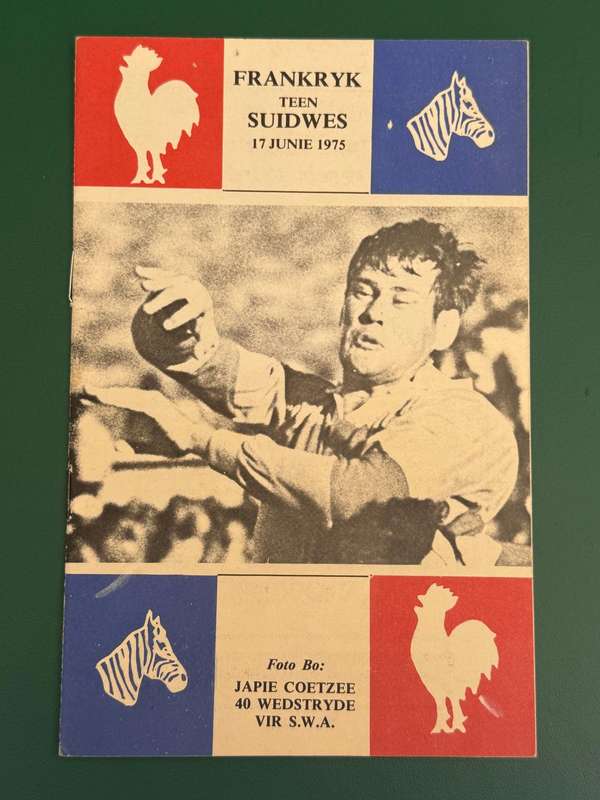 FRANKRYK
TEEN
SUIDWES
17 JUNIE 1975
Foto Bo:
JAPIE COETZEE
40 WEDSTRYDE
VIR S.W.A.